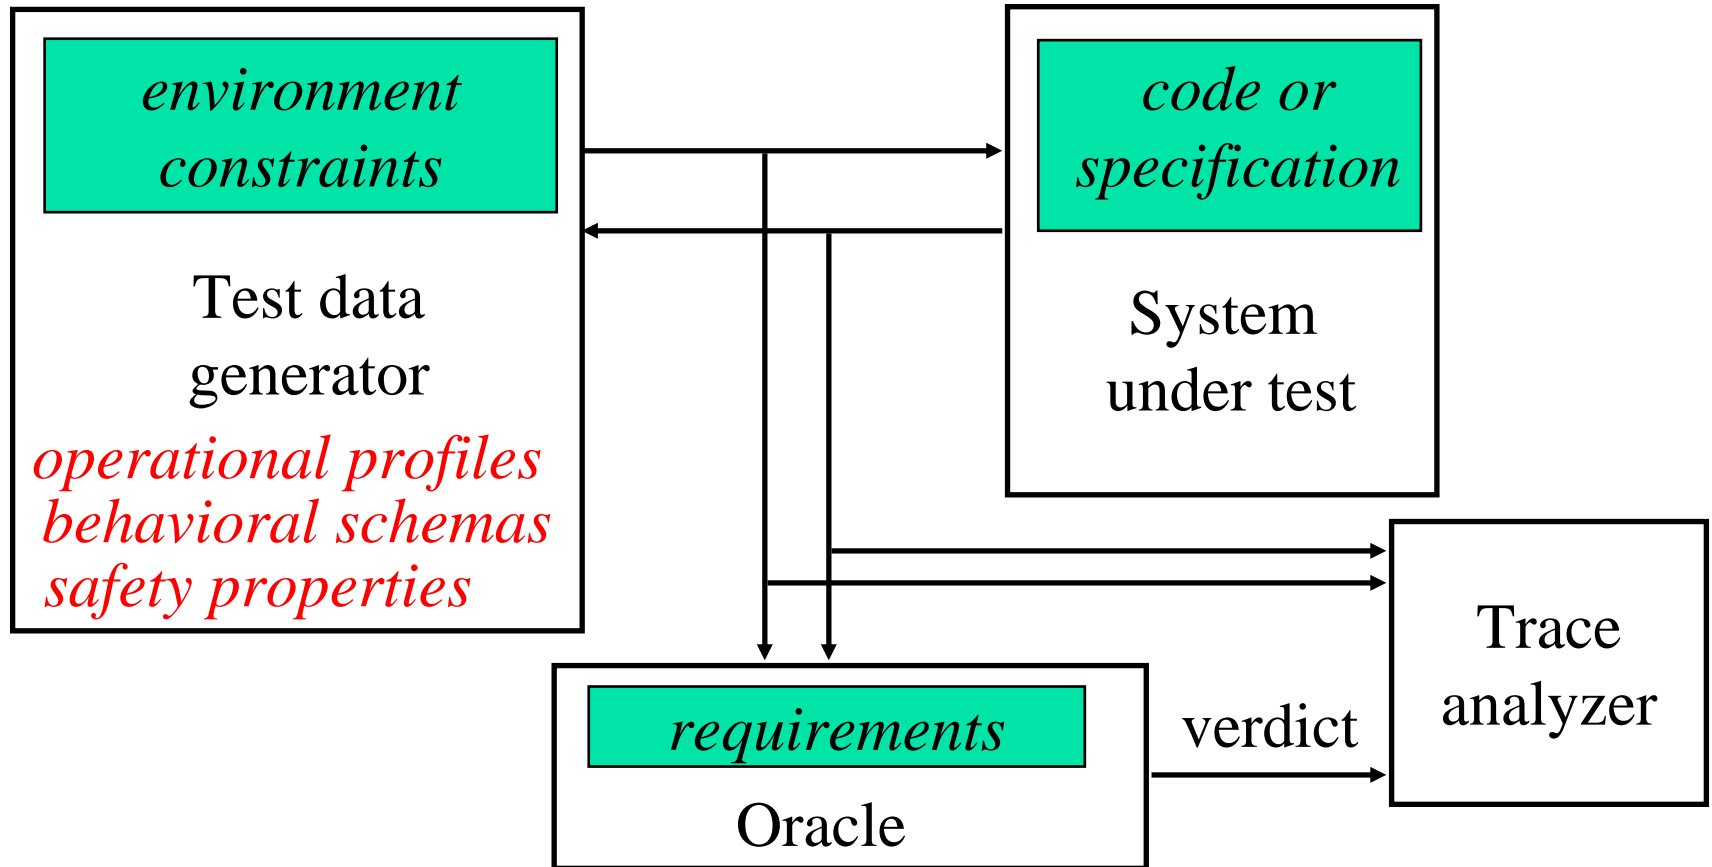 environment
constraints
Test data
generator
operational profiles
behavioral schemas
safety properties
code or
specification
System
under test
requirements
Oracle
verdict
Trace
analyzer